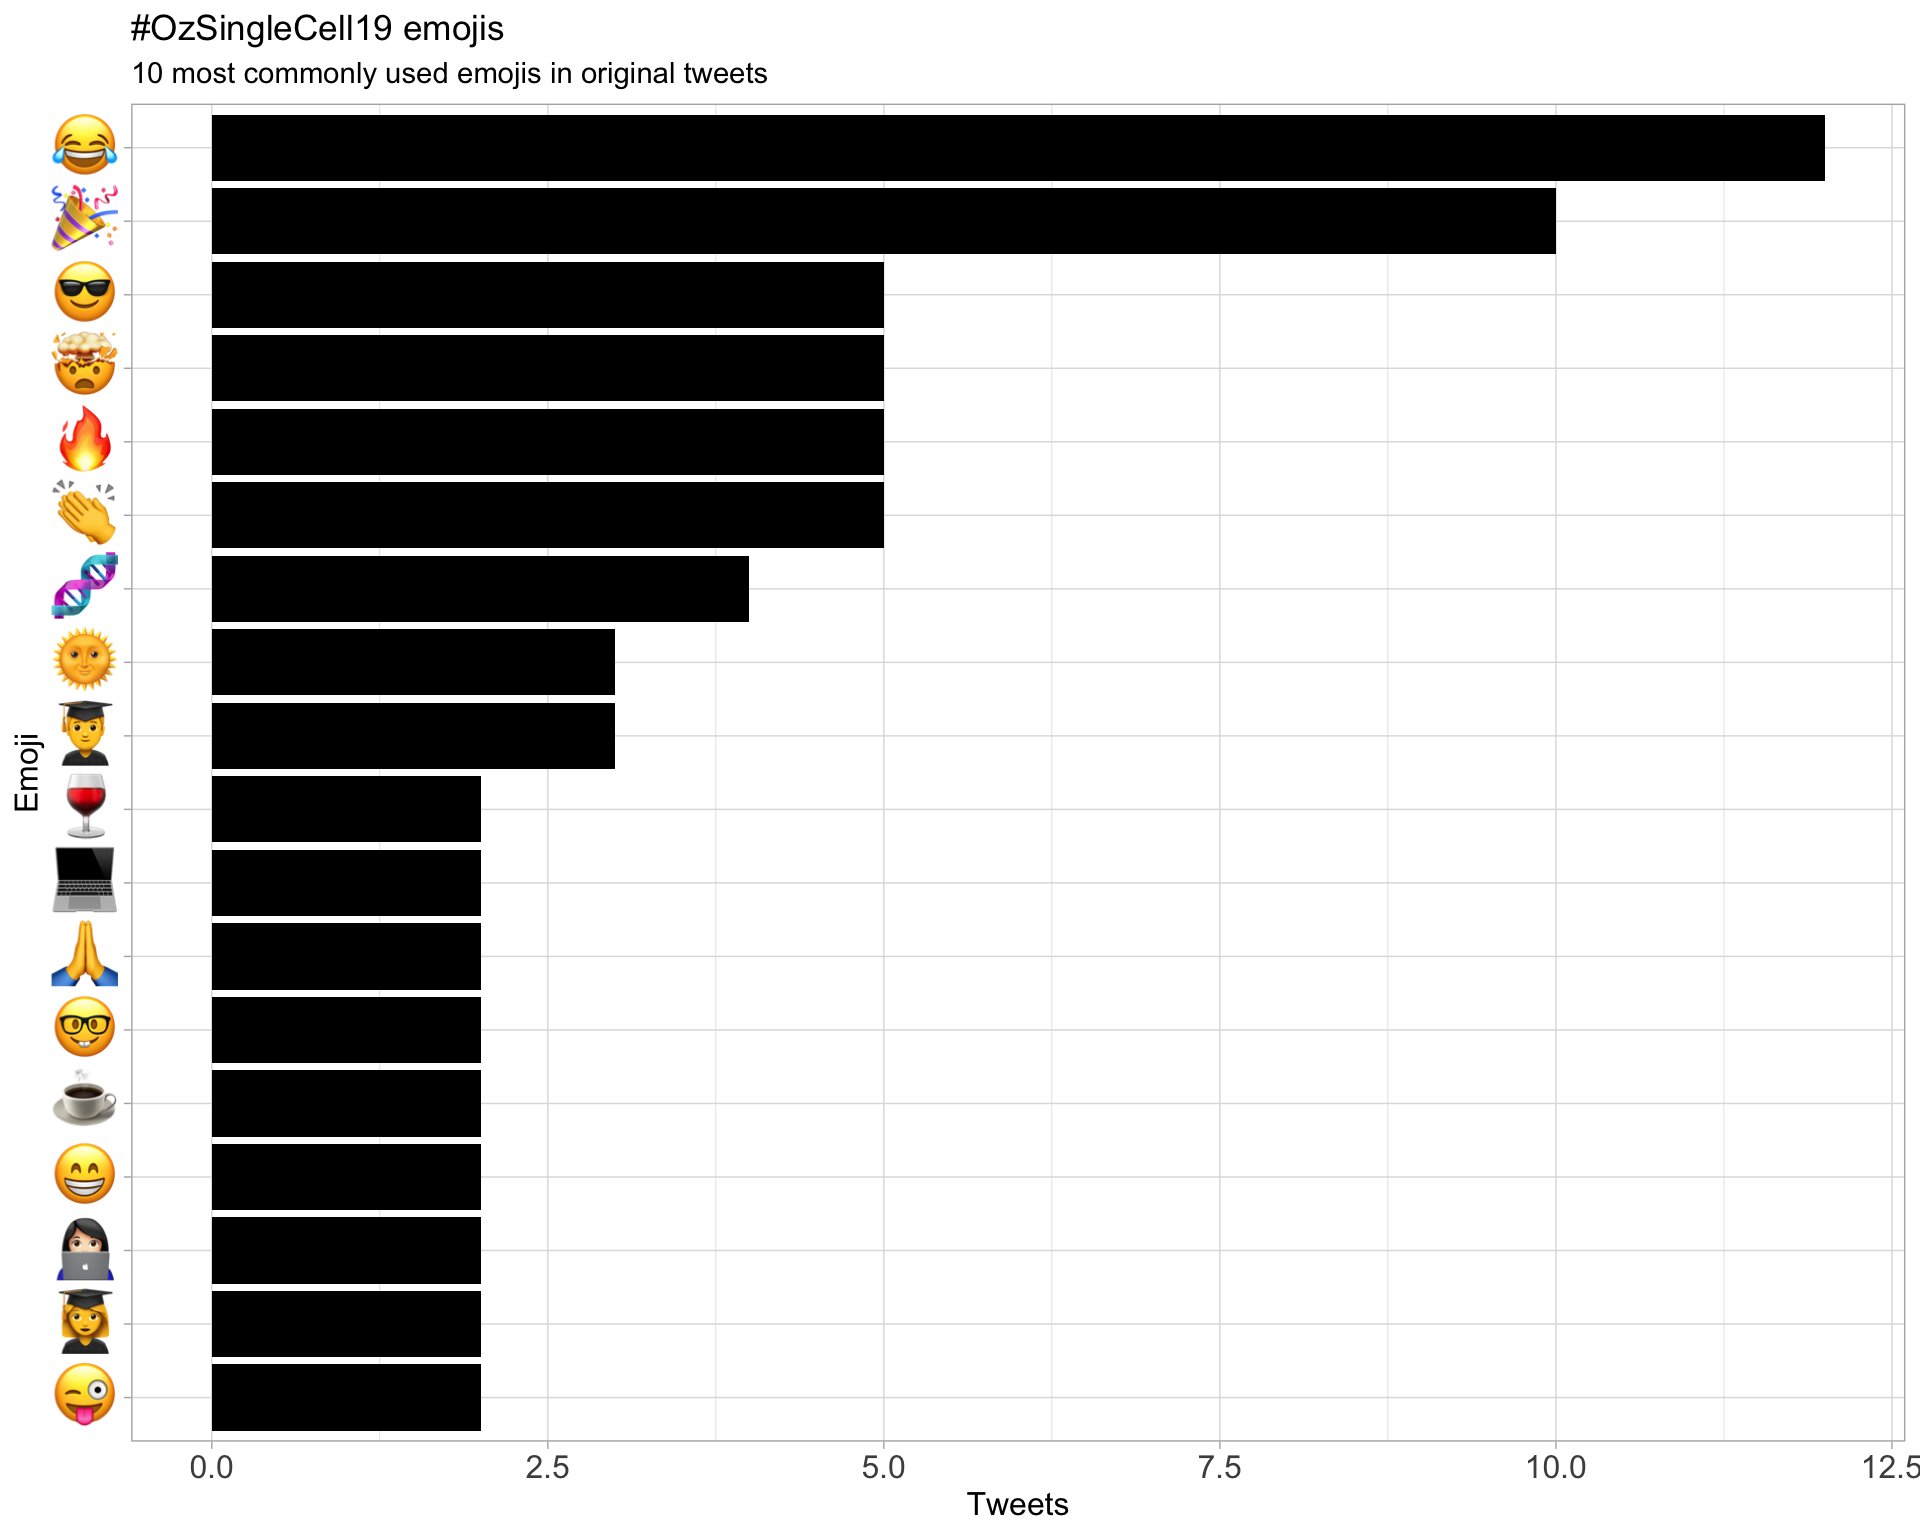 #OzSingleCell19 emojis
10 most commonly used emojis in original tweets
Emoji
0.0 2.5 5.0 7.5 10.0 12.5
Tweets